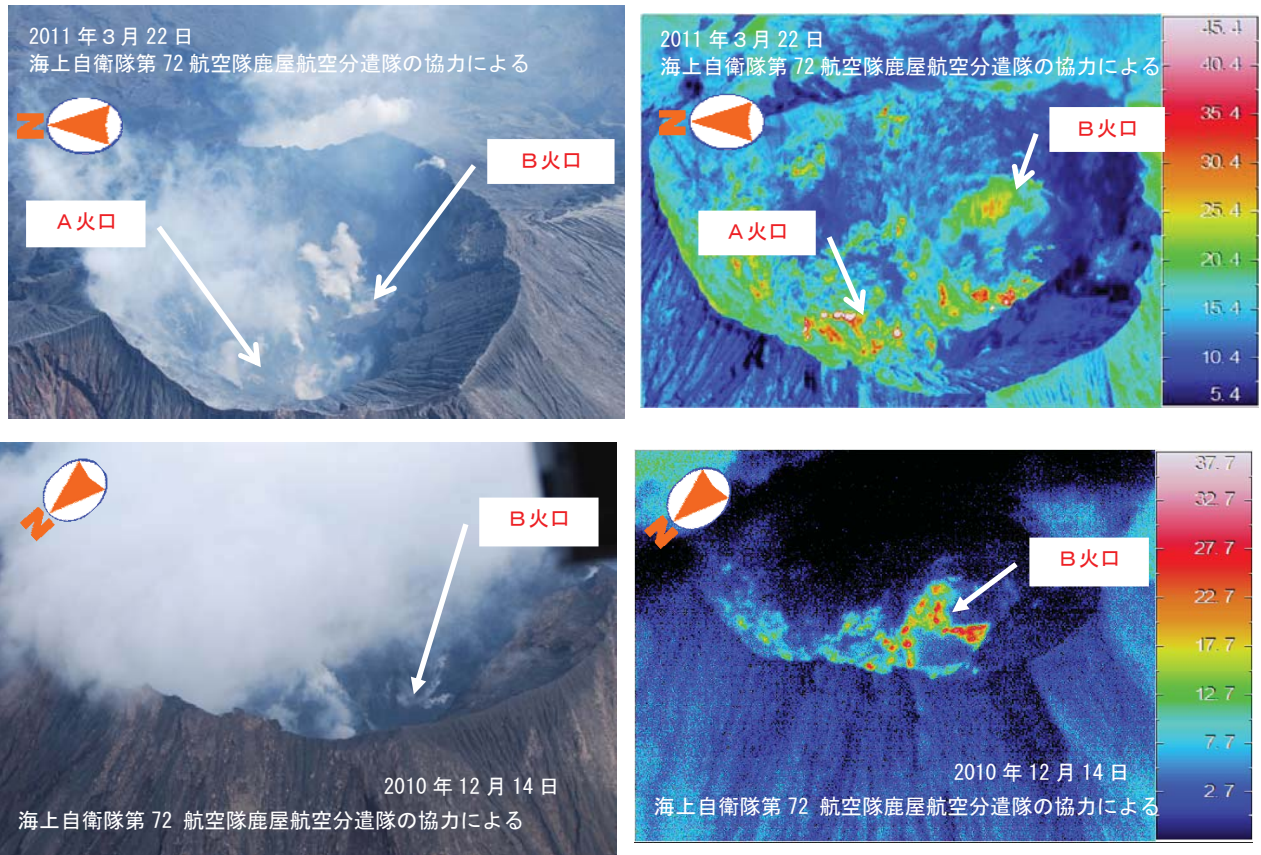 2011年３月22日
海上自衛隊第72航空隊鹿屋航空分遣隊の協力による
N
Ａ火口
Ｂ火口
2011年３月22日
海上自衛隊第72航空隊鹿屋航空分遣隊の協力による
N
Ａ火口
Ｂ火口
45.4
40.4
35.4
30.4
25.4
20.4
15.4
10.4
5.4
N
Ｂ火口
2010年12月14日
海上自衛隊第72 航空隊鹿屋航空分遣隊の協力による
N
Ｂ火口
2010年12月14日
海上自衛隊第72 航空隊鹿屋航空分遣隊の協力による
37.7
32.7
27.7
22.7
17.7
12.7
7.7
2.7